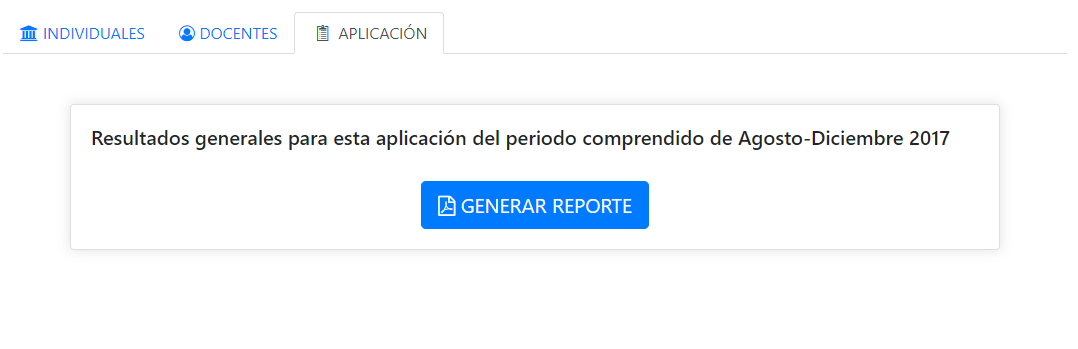 INDIVIDUALES
DOCENTES
APLICACIÓN
Resultados generales para esta aplicación del periodo comprendido de Agosto-Diciembre 2017
GENERAR REPORTE